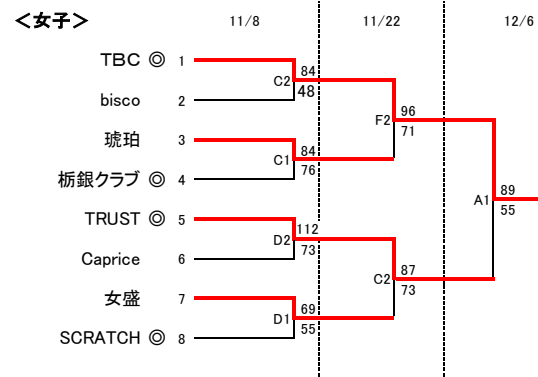 ＜女子＞ 11/8 11/22 12/6
TBC ◎ 1
84
C2
48
bisco 2
96
F2
71
琥珀 3
84
C1
76
栃銀クラブ ◎ 4
89
A1
55
TRUST ◎ 5
112
D2
73
Caprice 6
87
C2
73
女盛 7
69
D1
55
SCRATCH ◎ 8